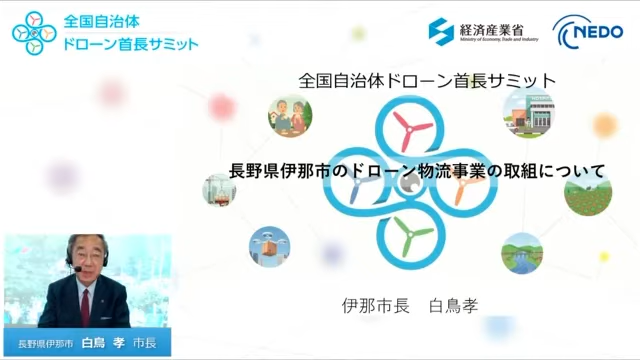 全国自治体
ドローン首長サミット
経済産業省
Ministry of Economy, Trade and Industry
NEDO
全国自治体ドローン首長サミット
長野県伊那市のドローン物流事業の取組について
伊那市長 白鳥孝
長野県伊那市 白鳥 孝 市長